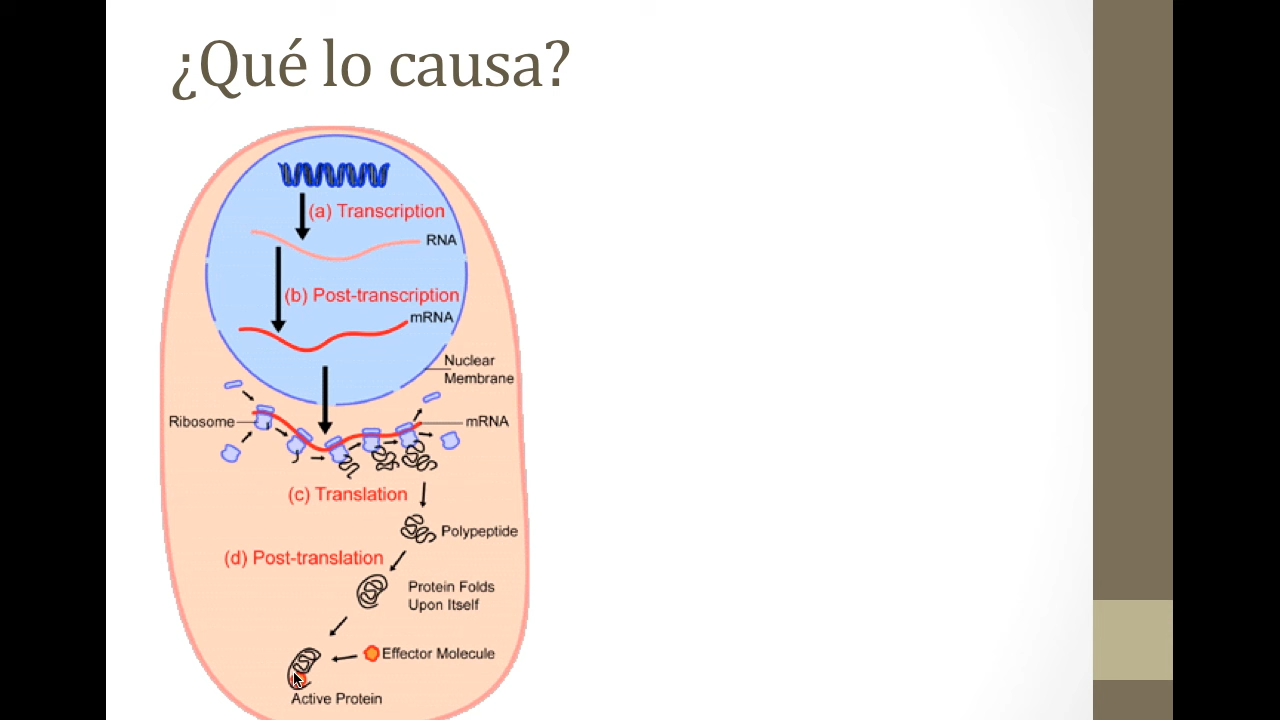 ¿Qué lo causa?
(a) Transcription
RNA
(b) Post-transcription
mRNA
Nuclear
Membrane
Ribosome
mRNA
(c) Translation
Polypeptide
(d) Post-translation
Protein Folds
Upon Itself
Effector Molecule
Active Protein